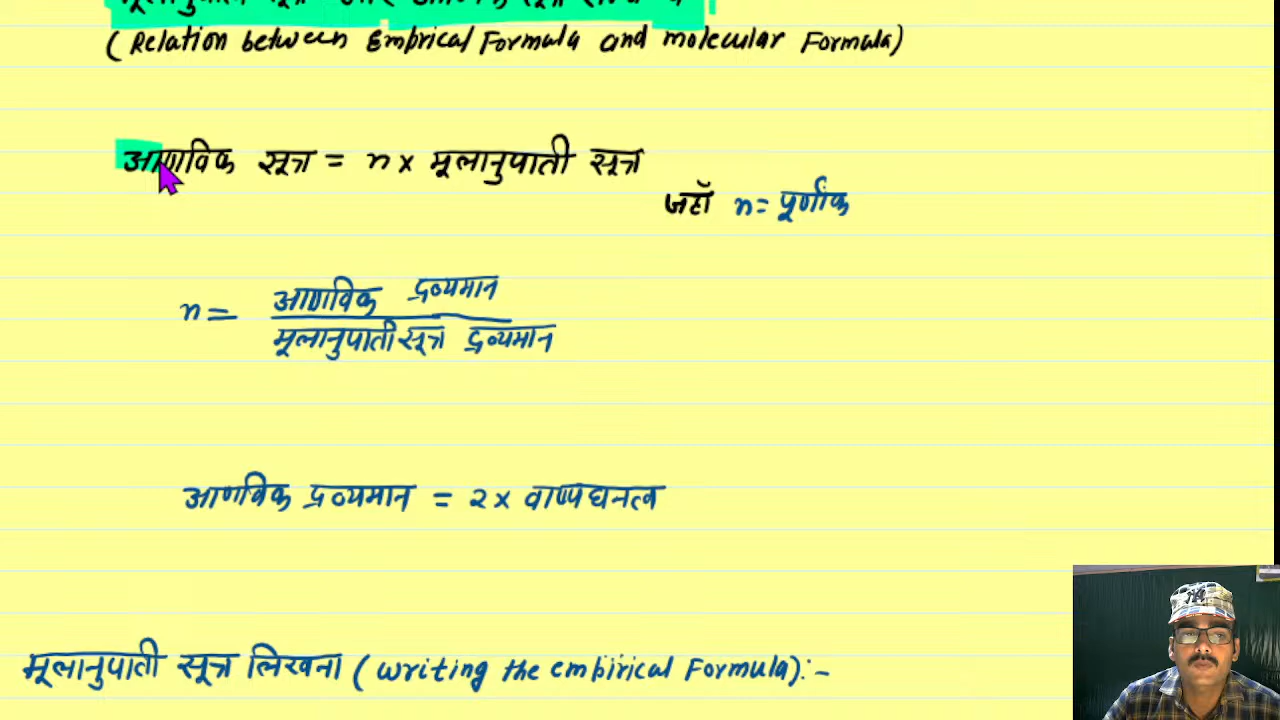 (Relation between Embrical Formula and molecular Formula)
आणविक सूत्र = n × मूलानुपाती सूत्र
जहाँ n = पूर्णांक
n = आणविक द्रव्यमान
मूलानुपाती सूत्र द्रव्यमान
आणविक द्रव्यमान = 2 × वाष्पघनत्व
मूलानुपाती सूत्र लिखना (writing the embirical Formula):-